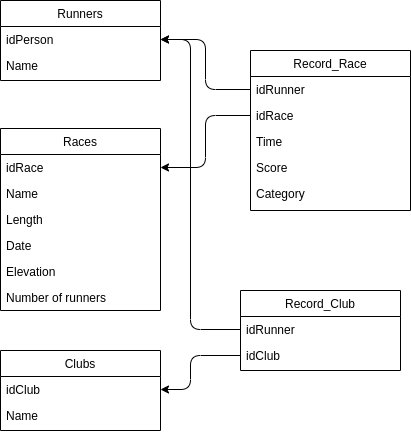 Runners
idPerson
Name
Record_Race
idRunner
idRace
Time
Score
Category
Races
idRace
Name
Length
Date
Elevation
Number of runners
Record_Club
idRunner
idClub
Clubs
idClub
Name